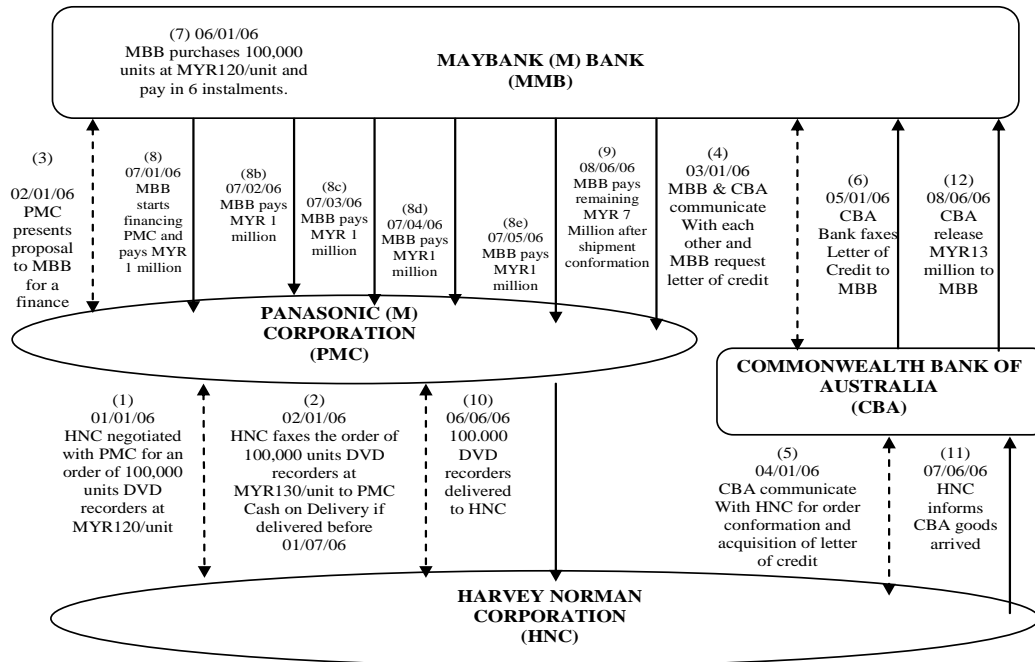 (7) 06/01/06
MBB purchases 100,000
units at MYR120/unit and
pay in 6 instalments.
MAYBANK (M) BANK
(MMB)
(3)
02/01/06
PMC
presents
proposal
to MBB
for a
finance
(8)
07/01/06
MBB
starts
financing
PMC and
pays MYR
1 million
(8b)
07/02/06
MBB pays
MYR 1
million
(8c)
07/03/06
MBB pays
MYR 1
million
(8d)
07/04/06
MBB pays
MYR1
million
(8e)
07/05/06
MBB pays
MYR1
million
(9)
08/06/06
MBB pays
remaining
MYR 7
Million after
shipment
conformation
(4)
03/01/06
MBB & CBA
communicate
With each
other and
MBB request
letter of credit
(6)
05/01/06
CBA
Bank faxes
Letter of
Credit to
MBB
(12)
08/06/06
CBA
release
MYR13
million to
MBB
PANASONIC (M)
CORPORATION
(PMC)
COMMONWEALTH BANK OF
AUSTRALIA
(CBA)
(1)
01/01/06
HNC negotiated
with PMC for an
order of 100,000
units DVD
recorders at
MYR120/unit
(2)
02/01/06
HNC faxes the order of
100,000 units DVD
recorders at
MYR130/unit to PMC
Cash on Delivery if
delivered before
01/07/06
(10)
06/06/06
100.000
DVD
recorders
delivered
to HNC
(5)
04/01/06
CBA communicate
With HNC for order
conformation and
acquisition of letter
of credit
(11)
07/06/06
HNC
informs
CBA goods
arrived
HARVEY NORMAN
CORPORATION
(HNC)